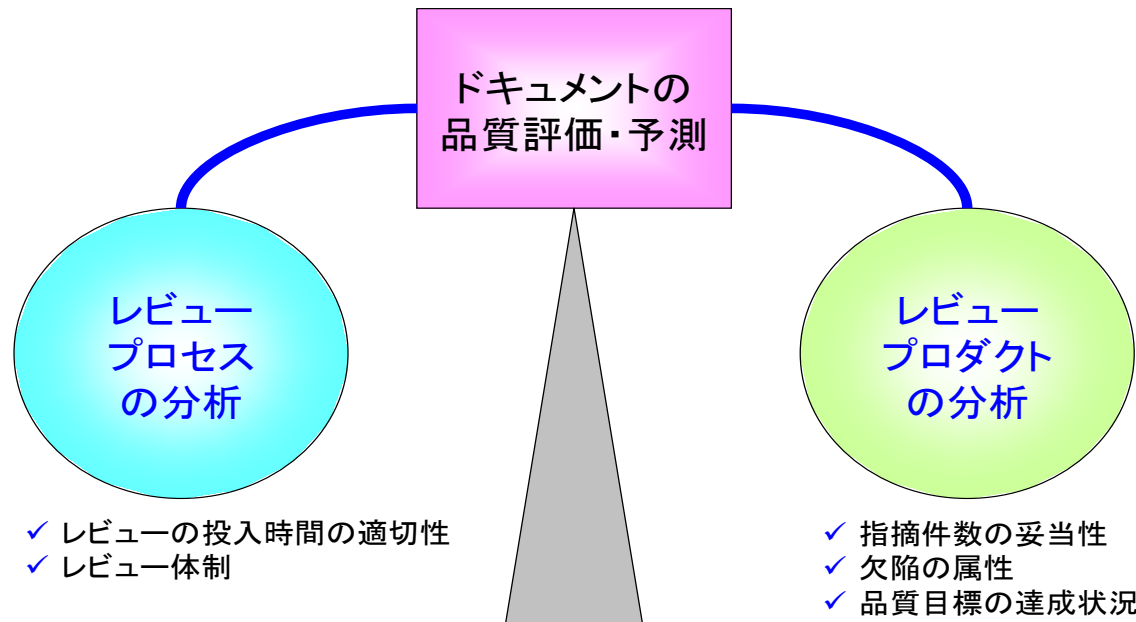 ドキュメントの
品質評価・予測
レビュー
プロセス
の分析
レビュー
プロダクト
の分析
✓ レビューの投入時間の適切性
✓ レビュー体制
✓ 指摘件数の妥当性
✓ 欠陥の属性
✓ 品質目標の達成状況